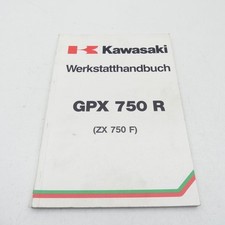 Kawasaki
Werkstatthandbuch
GPX 750 R
(ZX 750 F)